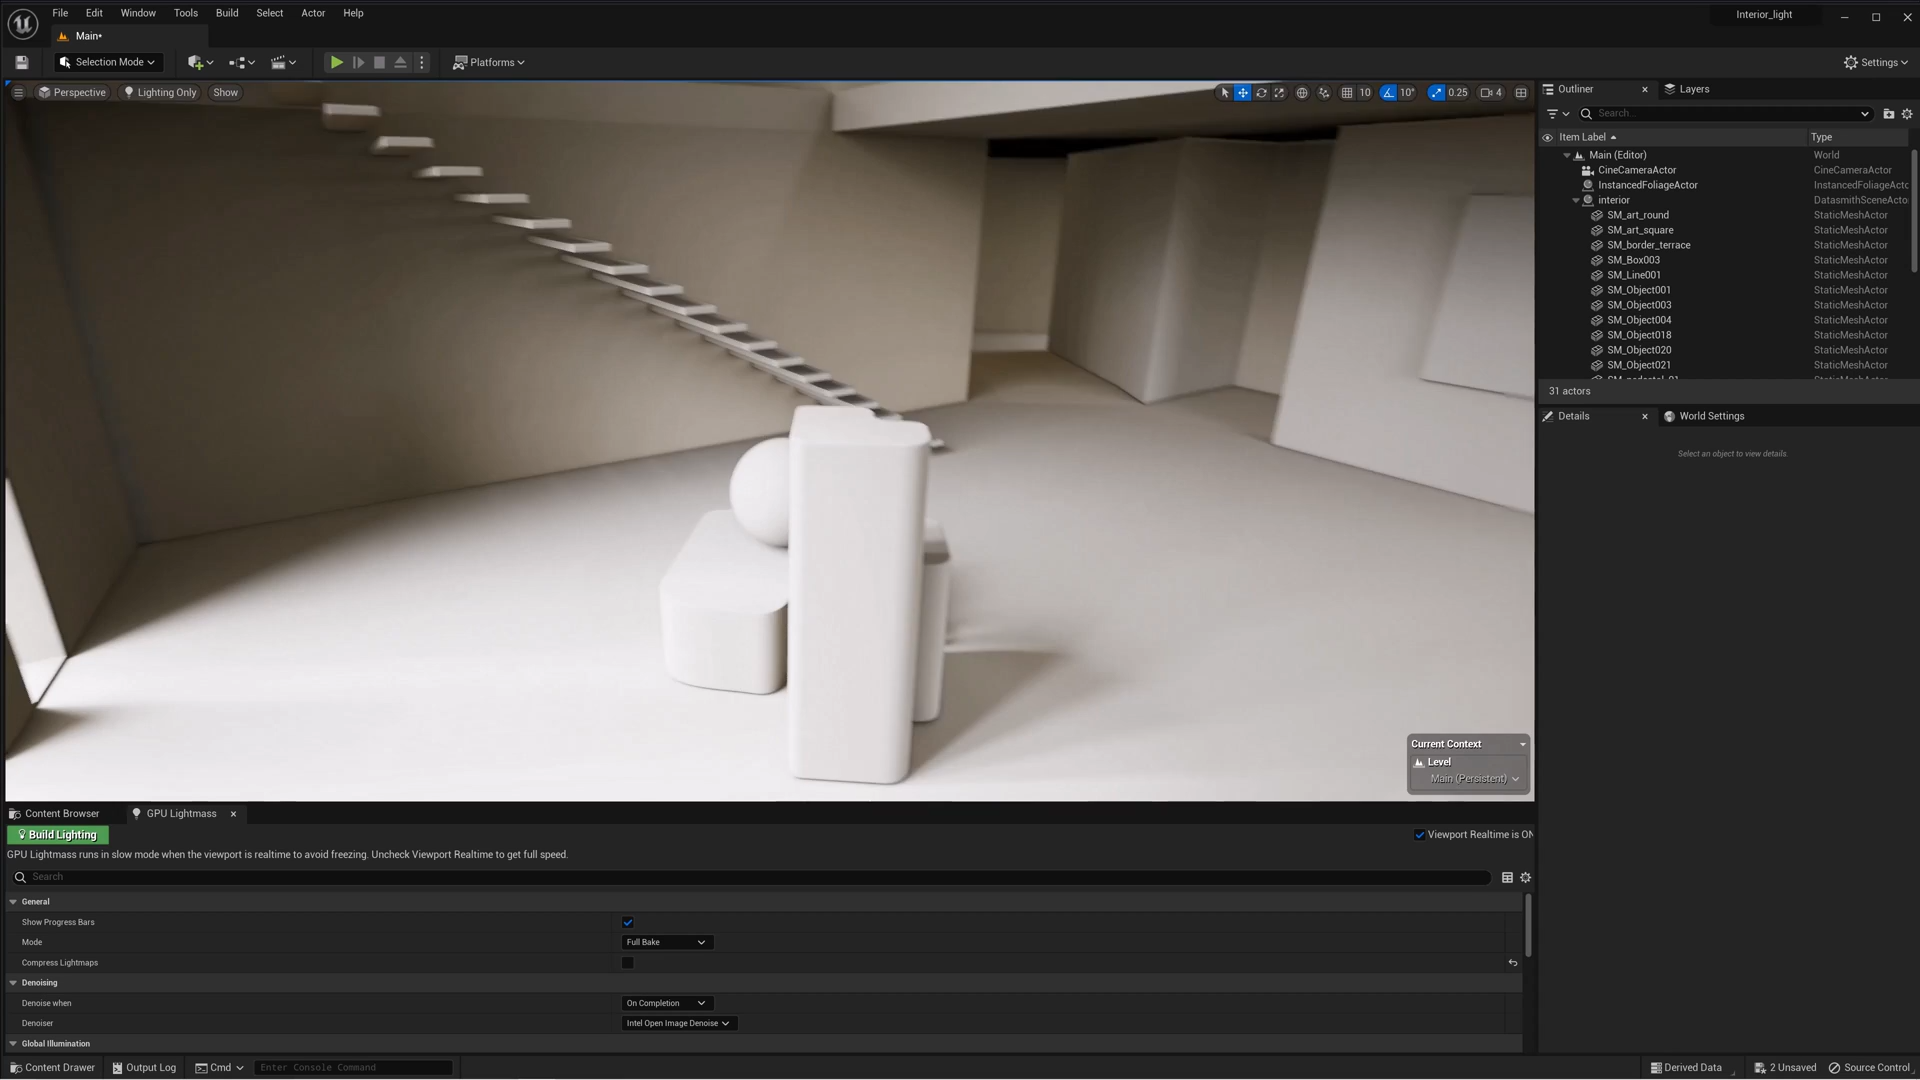 File Edit Window Tools Build Select Actor Help
Interior_light
Main•
Selection Mode
Platforms
Settings
Perspective
Lighting Only
Show
10
10°
0.25
4
Outliner
Layers
Search...
Item Label
Type
Main (Editor) World
CineCameraActor CineCameraActor
InstancedFoliageActor InstancedFoliageActc
interior DatasmithSceneActo
SM_art_round StaticMeshActor
SM_art_square StaticMeshActor
SM_border_terrace StaticMeshActor
SM_Box003 StaticMeshActor
SM_Line001 StaticMeshActor
SM_Object001 StaticMeshActor
SM_Object003 StaticMeshActor
SM_Object004 StaticMeshActor
SM_Object018 StaticMeshActor
SM_Object020 StaticMeshActor
SM_Object021 StaticMeshActor
31 actors
Details
World Settings
Select an object to view details.
Current Context
Level
Main (Persistent)
Content Browser
GPU Lightmass
Build Lighting
Viewport Realtime is ON
GPU Lightmass runs in slow mode when the viewport is realtime to avoid freezing. Uncheck Viewport Realtime to get full speed.
Search
General
Show Progress Bars
Mode Full Bake
Compress Lightmaps
Denoising
Denoise when On Completion
Denoiser Intel Open Image Denoise
Global Illumination
Content Drawer
Output Log
Cmd
Enter Console Command
Derived Data
2 Unsaved
Source Control